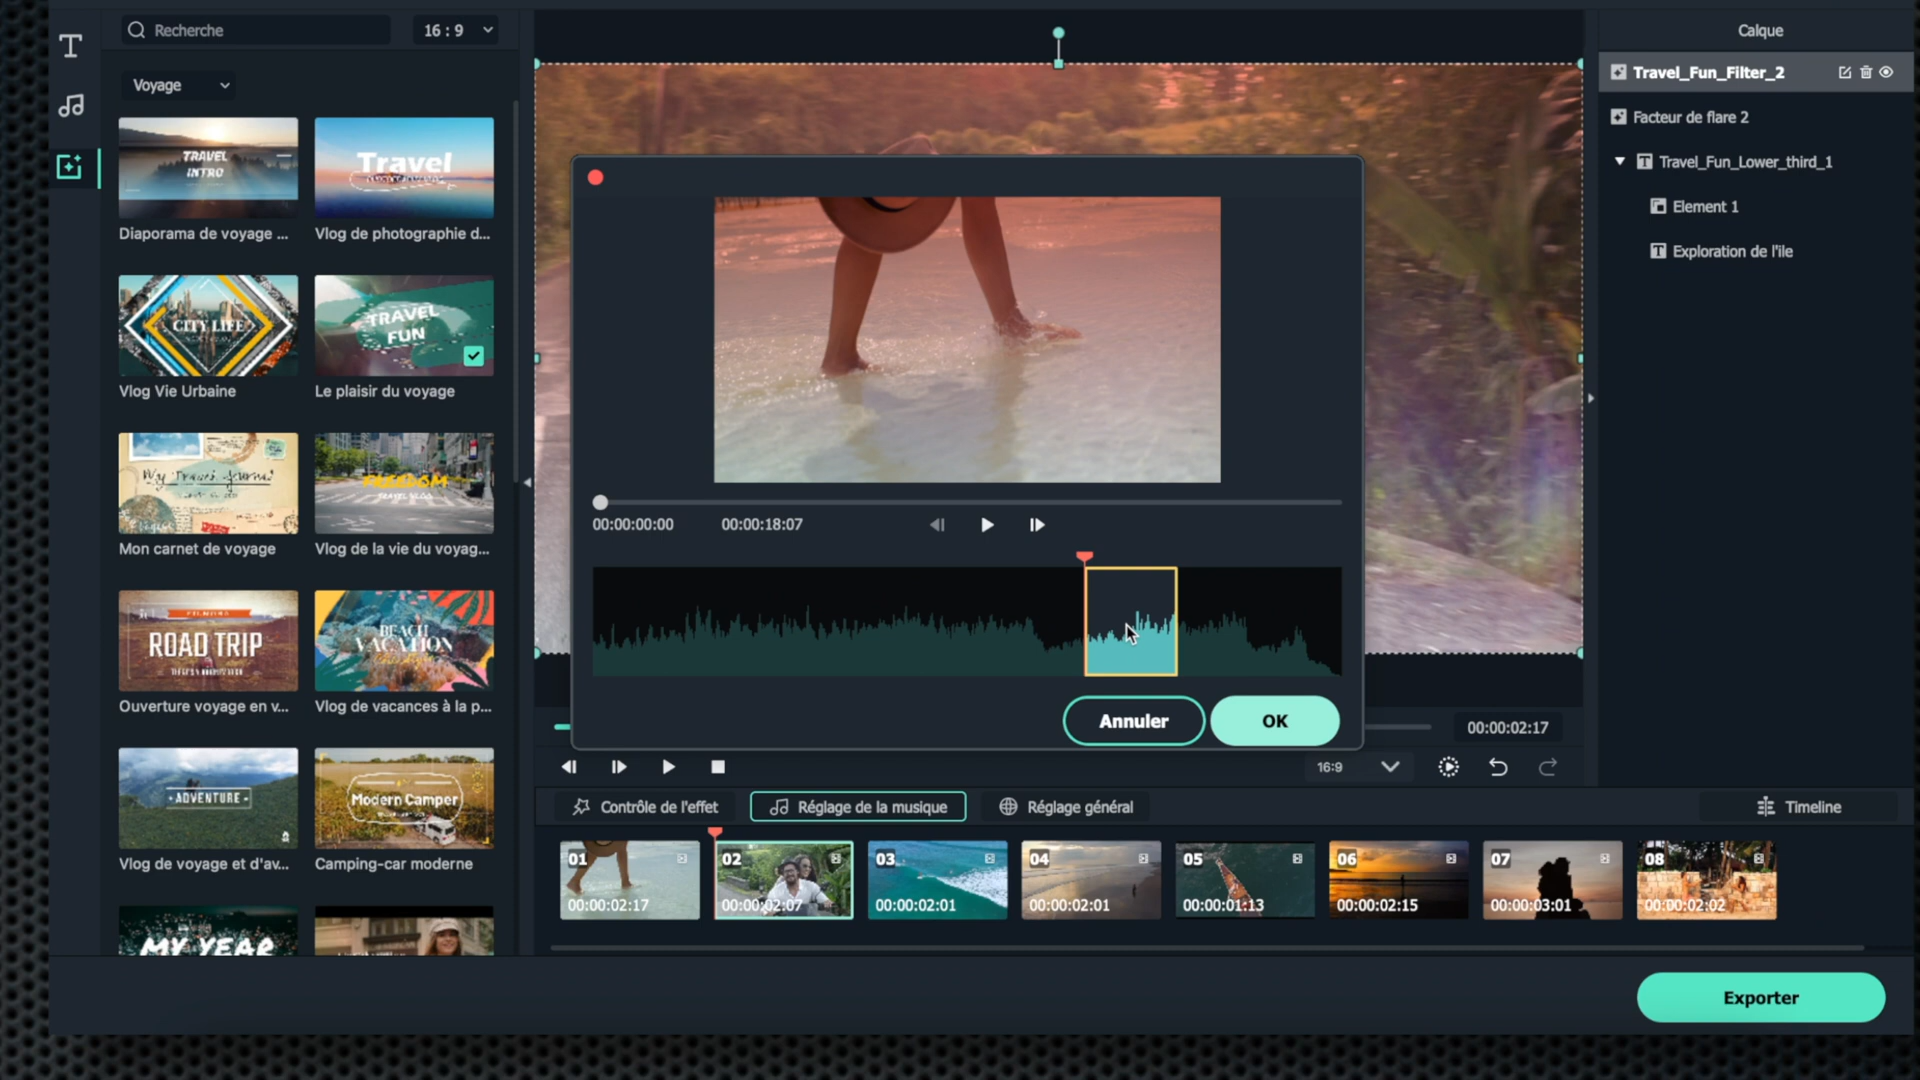 Recherche
16 : 9
Voyage
TRAVEL
INTRO
Diaporama de voyage ...
Travel
Vlog de photographie d...
CITY LIFE
Vlog Vie Urbaine
TRAVEL
FUN
Le plaisir du voyage
My Travel Journal
Mon carnet de voyage
FREEDOM
TRAVEL VLOG
Vlog de la vie du voyag...
ROAD TRIP
Ouverture voyage en v...
BEACH
VACATION
Vlog de vacances à la p...
ADVENTURE
Vlog de voyage et d'av...
Modern Camper
Camping-car moderne
MY YEAR
00:00:00:00
00:00:18:07
Annuler
OK
00:00:02:17
16:9
Contrôle de l'effet
Réglage de la musique
Réglage général
Timeline
01
00:00:02:17
02
00:00:02:07
03
00:00:02:01
04
00:00:02:01
05
00:00:01:13
06
00:00:02:15
07
00:00:03:01
08
00:00:02:02
Calque
Travel_Fun_Filter_2
Facteur de flare 2
Travel_Fun_Lower_third_1
Element 1
Exploration de l'ile
Exporter